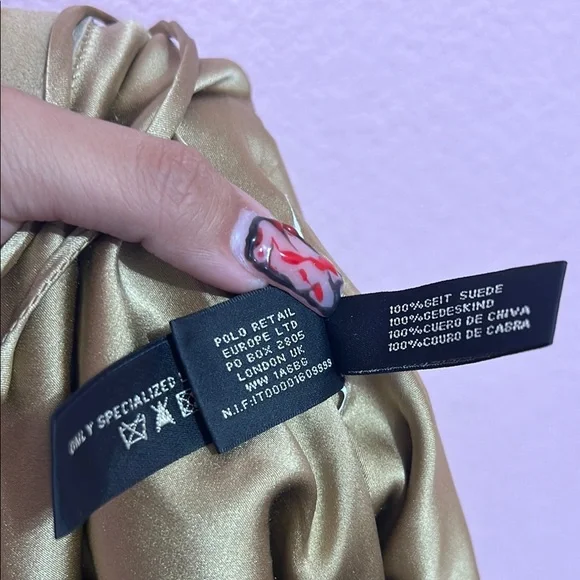 ONLY SPECIALIZED
POLO RETAIL
EUROPE LTD
PO BOX 2805
LONDON UK
WW 1A6BG
N.I.F:IT00001609999
100%GEIT SUEDE
100%GEDESKIND
100%CUERO DE CHIVA
100%COURO DE CABRA